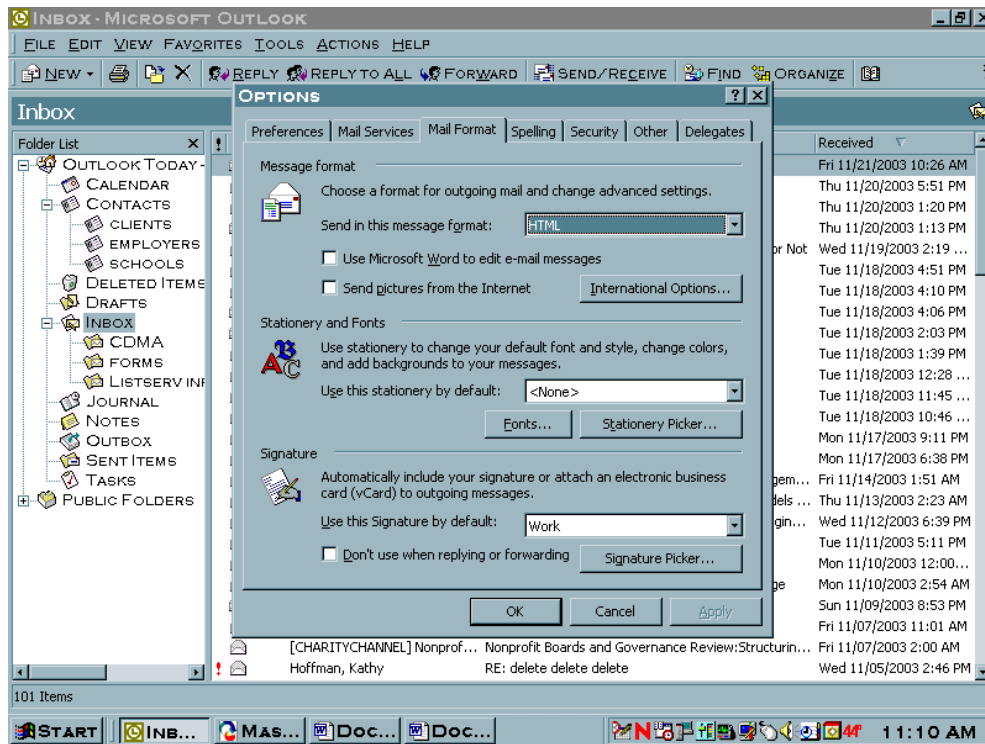 INBOX - MICROSOFT OUTLOOK
FILE EDIT VIEW FAVORITES TOOLS ACTIONS HELP
NEW REPLY REPLY TO ALL FORWARD SEND/RECEIVE FIND ORGANIZE
Inbox
Folder List
OUTLOOK TODAY -
CALENDAR
CONTACTS
CLIENTS
EMPLOYERS
SCHOOLS
DELETED ITEMS
DRAFTS
INBOX
CDMA
FORMS
LISTSERV INF
JOURNAL
NOTES
OUTBOX
SENT ITEMS
TASKS
PUBLIC FOLDERS
OPTIONS
Preferences Mail Services Mail Format Spelling Security Other Delegates
Message format
Choose a format for outgoing mail and change advanced settings.
Send in this message format: HTML
Use Microsoft Word to edit e-mail messages
Send pictures from the Internet International Options...
Stationery and Fonts
Use stationery to change your default font and style, change colors,
and add backgrounds to your messages.
Use this stationery by default: <None>
Fonts... Stationery Picker...
Signature
Automatically include your signature or attach an electronic business
card (vCard) to outgoing messages.
Use this Signature by default: Work
Don't use when replying or forwarding Signature Picker...
OK Cancel Apply
Received
Fri 11/21/2003 10:26 AM
Thu 11/20/2003 5:51 PM
Thu 11/20/2003 1:20 PM
Thu 11/20/2003 1:13 PM
or Not Wed 11/19/2003 2:19 ...
Tue 11/18/2003 4:51 PM
Tue 11/18/2003 4:10 PM
Tue 11/18/2003 4:06 PM
Tue 11/18/2003 2:03 PM
Tue 11/18/2003 1:39 PM
Tue 11/18/2003 12:28 ...
Tue 11/18/2003 11:45 ...
Tue 11/18/2003 10:46 ...
Mon 11/17/2003 9:11 PM
Mon 11/17/2003 6:38 PM
gem... Fri 11/14/2003 1:51 AM
dels ... Thu 11/13/2003 2:23 AM
gin... Wed 11/12/2003 6:39 PM
Tue 11/11/2003 5:11 PM
Mon 11/10/2003 12:00...
ge Mon 11/10/2003 2:54 AM
Sun 11/09/2003 8:53 PM
Fri 11/07/2003 11:01 AM
[CHARITYCHANNEL] Nonprof... Nonprofit Boards and Governance Review:Structurin... Fri 11/07/2003 2:00 AM
Hoffman, Kathy RE: delete delete delete Wed 11/05/2003 2:46 PM
101 Items
START INB... MAS... DOC... DOC... 44° 11:10 AM